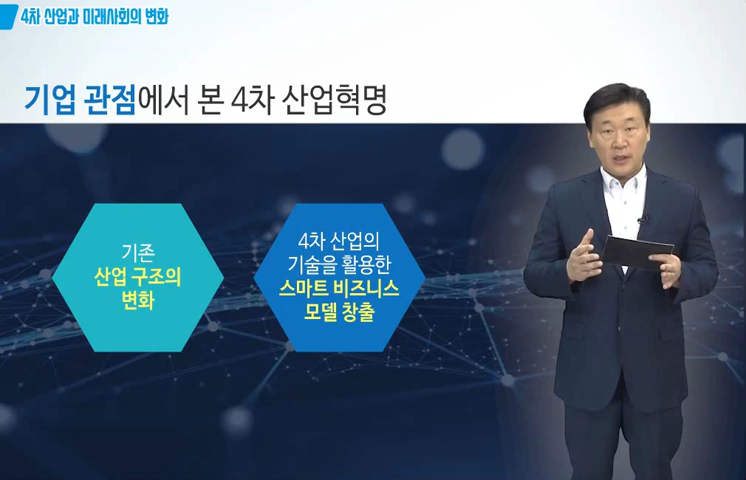 4차 산업과 미래사회의 변화
기업 관점에서 본 4차 산업혁명
기존
산업 구조의
변화
4차 산업의
기술을 활용한
스마트 비즈니스
모델 창출